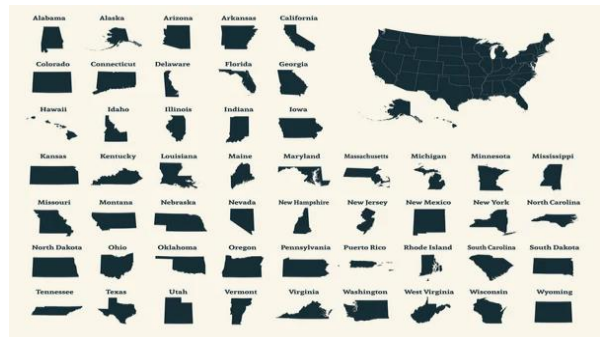 Alabama Alaska Arizona Arkansas California
Colorado Connecticut Delaware Florida Georgia
Hawaii Idaho Illinois Indiana Iowa
Kansas Kentucky Louisiana Maine Maryland Massachusetts Michigan Minnesota Mississippi
Missouri Montana Nebraska Nevada New Hampshire New Jersey New Mexico New York North Carolina
North Dakota Ohio Oklahoma Oregon Pennsylvania Puerto Rico Rhode Island South Carolina South Dakota
Tennessee Texas Utah Vermont Virginia Washington West Virginia Wisconsin Wyoming